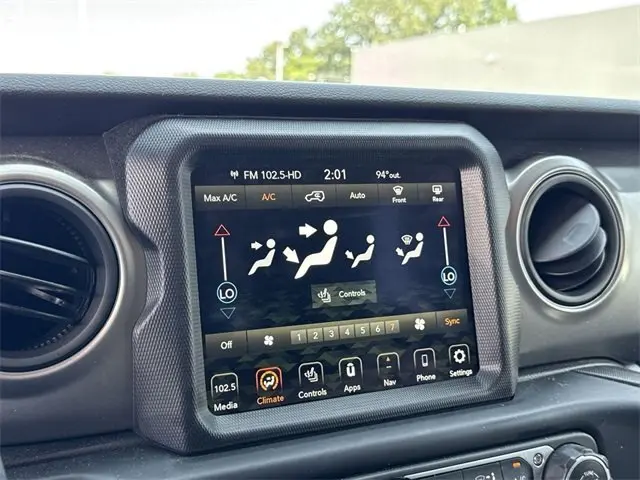 FM 102.5-HD 2:01 94°out.
Max A/C A/C Auto Front Rear
LO LO
Controls
Off 1 2 3 4 5 6 7 Sync
102.5
Media Climate Controls Apps Nav Phone Settings
A/C